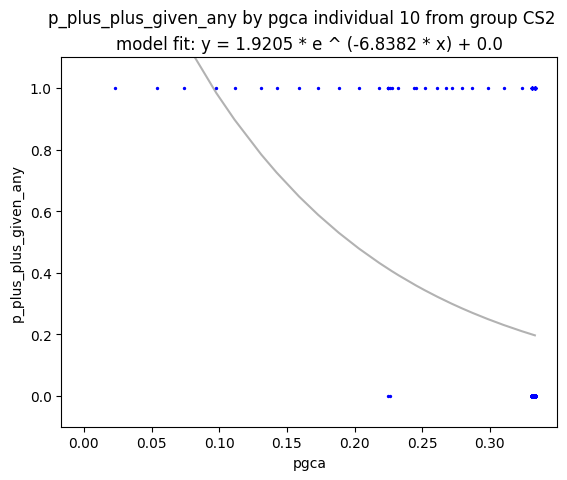 p_plus_plus_given_any by pgca individual 10 from group CS2
model fit: y = 1.9205 * e ^ (-6.8382 * x) + 0.0
1.0
0.8
0.6
0.4
0.2
0.0
p_plus_plus_given_any
0.00 0.05 0.10 0.15 0.20 0.25 0.30
pgca